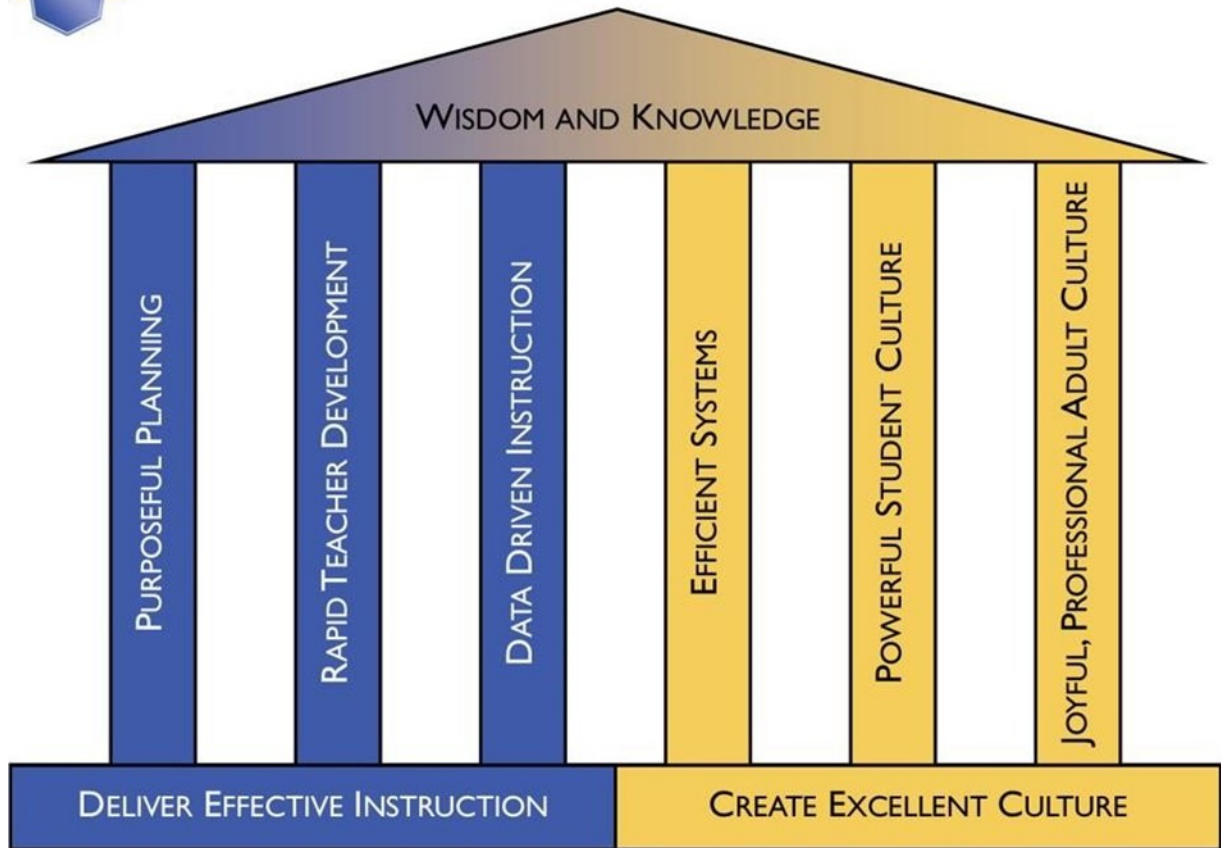 WISDOM AND KNOWLEDGE
PURPOSEFUL PLANNING
RAPID TEACHER DEVELOPMENT
DATA DRIVEN INSTRUCTION
EFFICIENT SYSTEMS
POWERFUL STUDENT CULTURE
JOYFUL, PROFESSIONAL ADULT CULTURE
DELIVER EFFECTIVE INSTRUCTION
CREATE EXCELLENT CULTURE